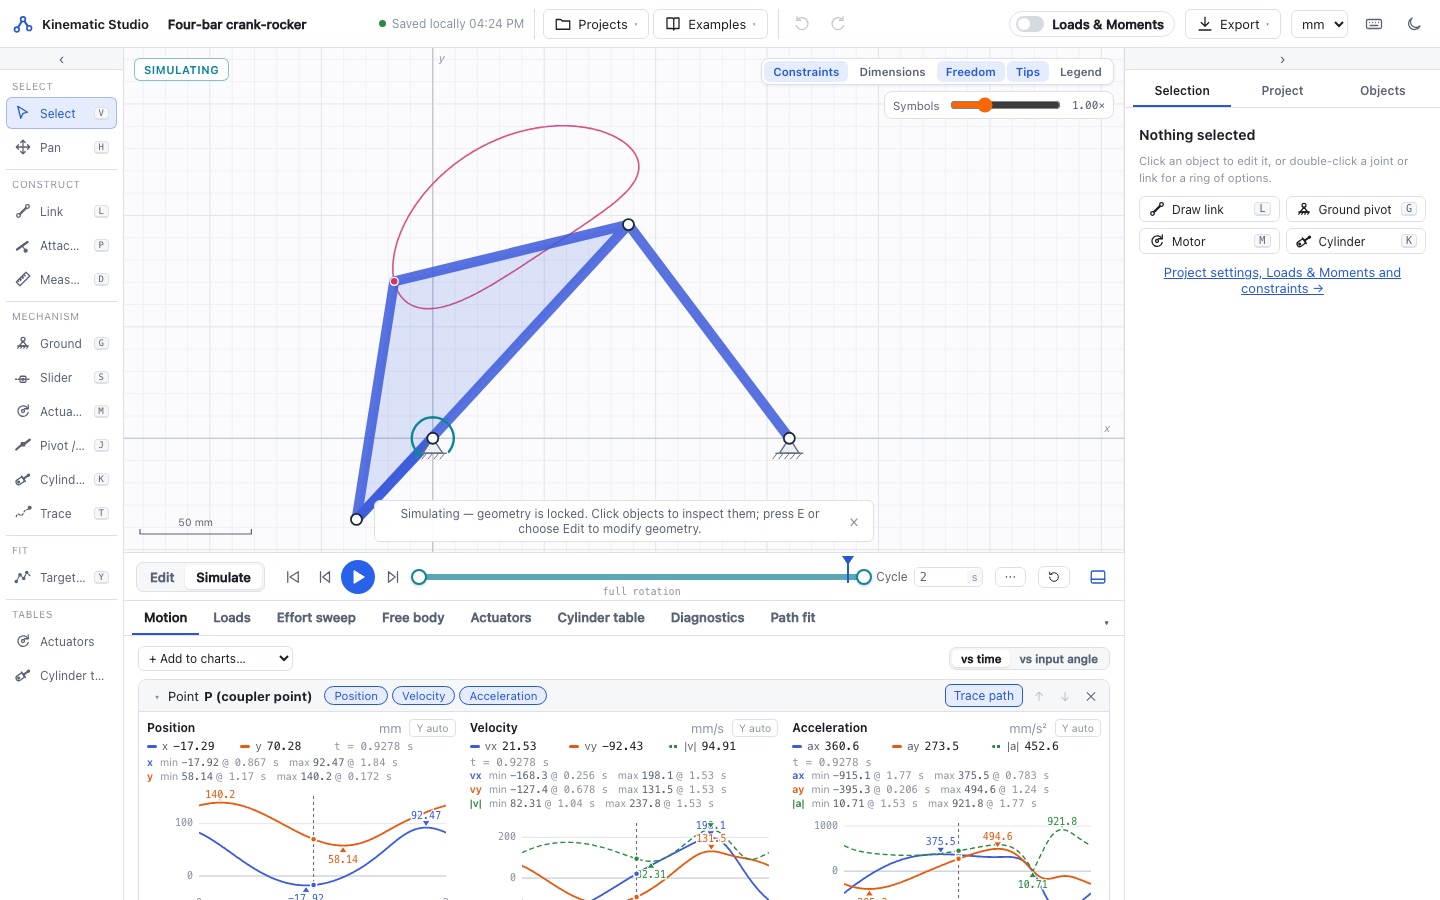 Kinematic Studio
Four-bar crank-rocker
Saved locally 04:24 PM
Projects
Examples
Loads & Moments
Export
mm
SELECT
Select V
Pan H
CONSTRUCT
Link L
Attac... P
Meas... D
MECHANISM
Ground G
Slider S
Actua... M
Pivot /... J
Cylind... K
Trace T
FIT
Target... Y
TABLES
Actuators
Cylinder t...
SIMULATING
y
Constraints Dimensions Freedom Tips Legend
Symbols 1.00×
x
50 mm
Simulating — geometry is locked. Click objects to inspect them; press E or
choose Edit to modify geometry.
Selection Project Objects
Nothing selected
Click an object to edit it, or double-click a joint or
link for a ring of options.
Draw link L
Ground pivot G
Motor M
Cylinder K
Project settings, Loads & Moments and
constraints →
Edit Simulate
full rotation
Cycle 2 s
...
Motion Loads Effort sweep Free body Actuators Cylinder table Diagnostics Path fit
+ Add to charts...
vs time vs input angle
Point P (coupler point) Position Velocity Acceleration
Trace path
Position mm Y auto
x −17.29 y 70.28 t = 0.9278 s
x min −17.92 @ 0.867 s max 92.47 @ 1.84 s
y min 58.14 @ 1.17 s max 140.2 @ 0.172 s
140.2
92.47
100
58.14
0
−17.92
Velocity mm/s Y auto
vx 21.53 vy −92.43 |v| 94.91
t = 0.9278 s
vx min −168.3 @ 0.256 s max 198.1 @ 1.53 s
vy min −127.4 @ 0.678 s max 131.5 @ 1.53 s
|v| min 82.31 @ 1.04 s max 237.8 @ 1.53 s
200
131.5
0
Acceleration mm/s² Y auto
ax 360.6 ay 273.5 |a| 452.6
t = 0.9278 s
ax min −915.1 @ 1.77 s max 375.5 @ 0.783 s
ay min −395.3 @ 0.206 s max 494.6 @ 1.24 s
|a| min 10.71 @ 1.53 s max 921.8 @ 1.77 s
921.8
1000
494.6
375.5
0
10.71